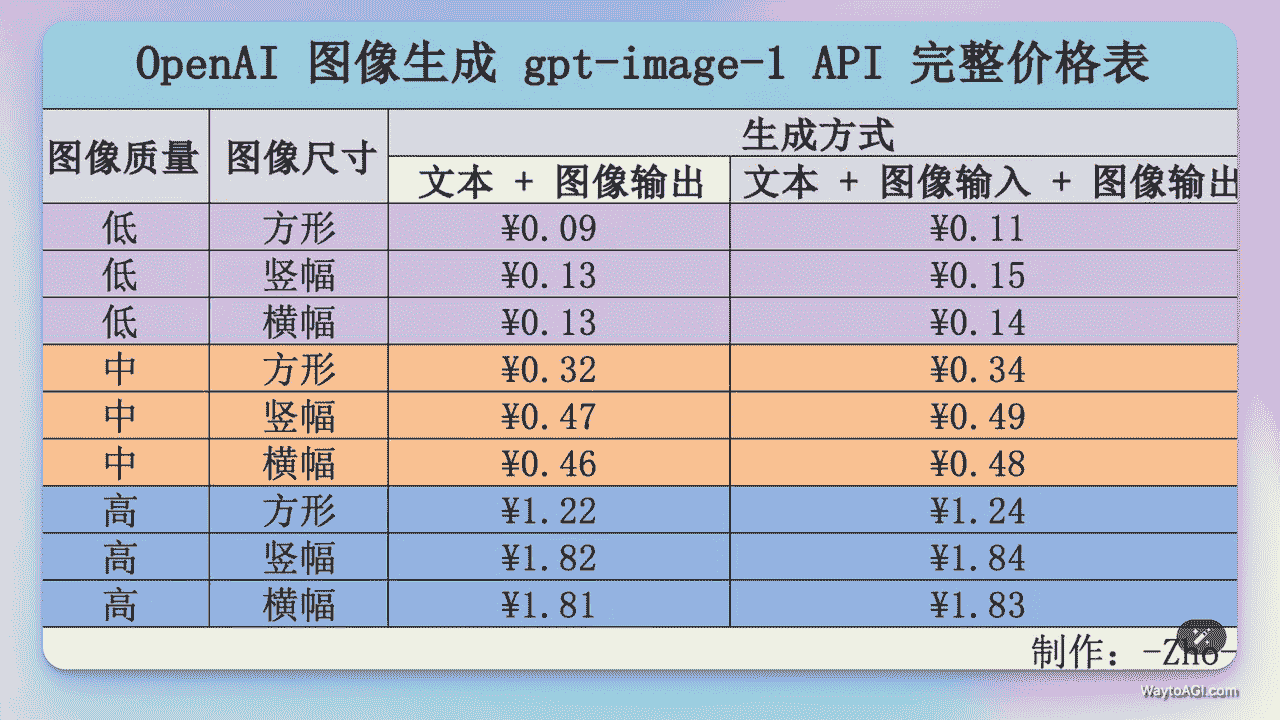 OpenAI 图像生成 gpt-image-1 API 完整价格表
图像质量 图像尺寸 生成方式
文本 + 图像输出 文本 + 图像输入 + 图像输出
低 方形 ¥0.09 ¥0.11
低 竖幅 ¥0.13 ¥0.15
低 横幅 ¥0.13 ¥0.14
中 方形 ¥0.32 ¥0.34
中 竖幅 ¥0.47 ¥0.49
中 横幅 ¥0.46 ¥0.48
高 方形 ¥1.22 ¥1.24
高 竖幅 ¥1.82 ¥1.84
高 横幅 ¥1.81 ¥1.83
制作：-Zho-
WaytoAGI.com